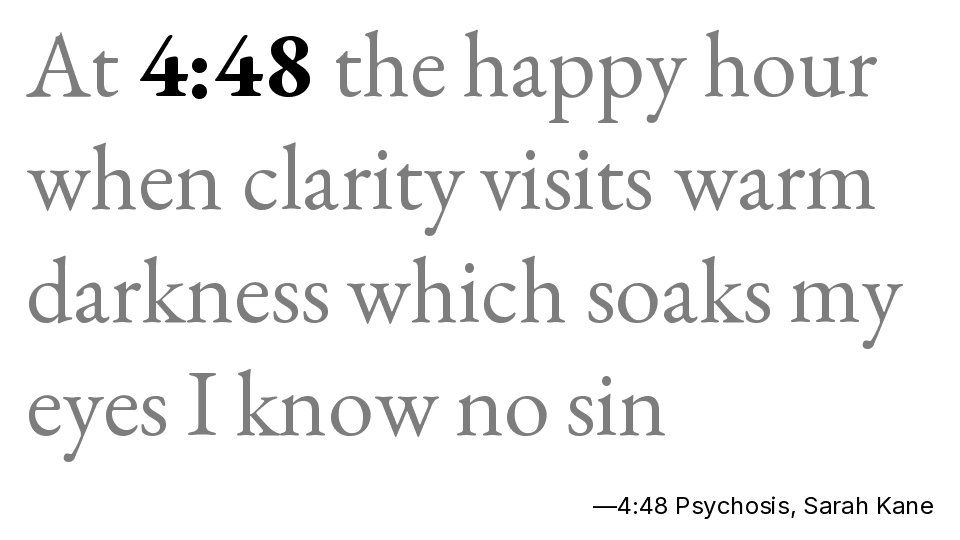 At 4:48 the happy hour
when clarity visits warm
darkness which soaks my
eyes I know no sin
—4:48 Psychosis, Sarah Kane